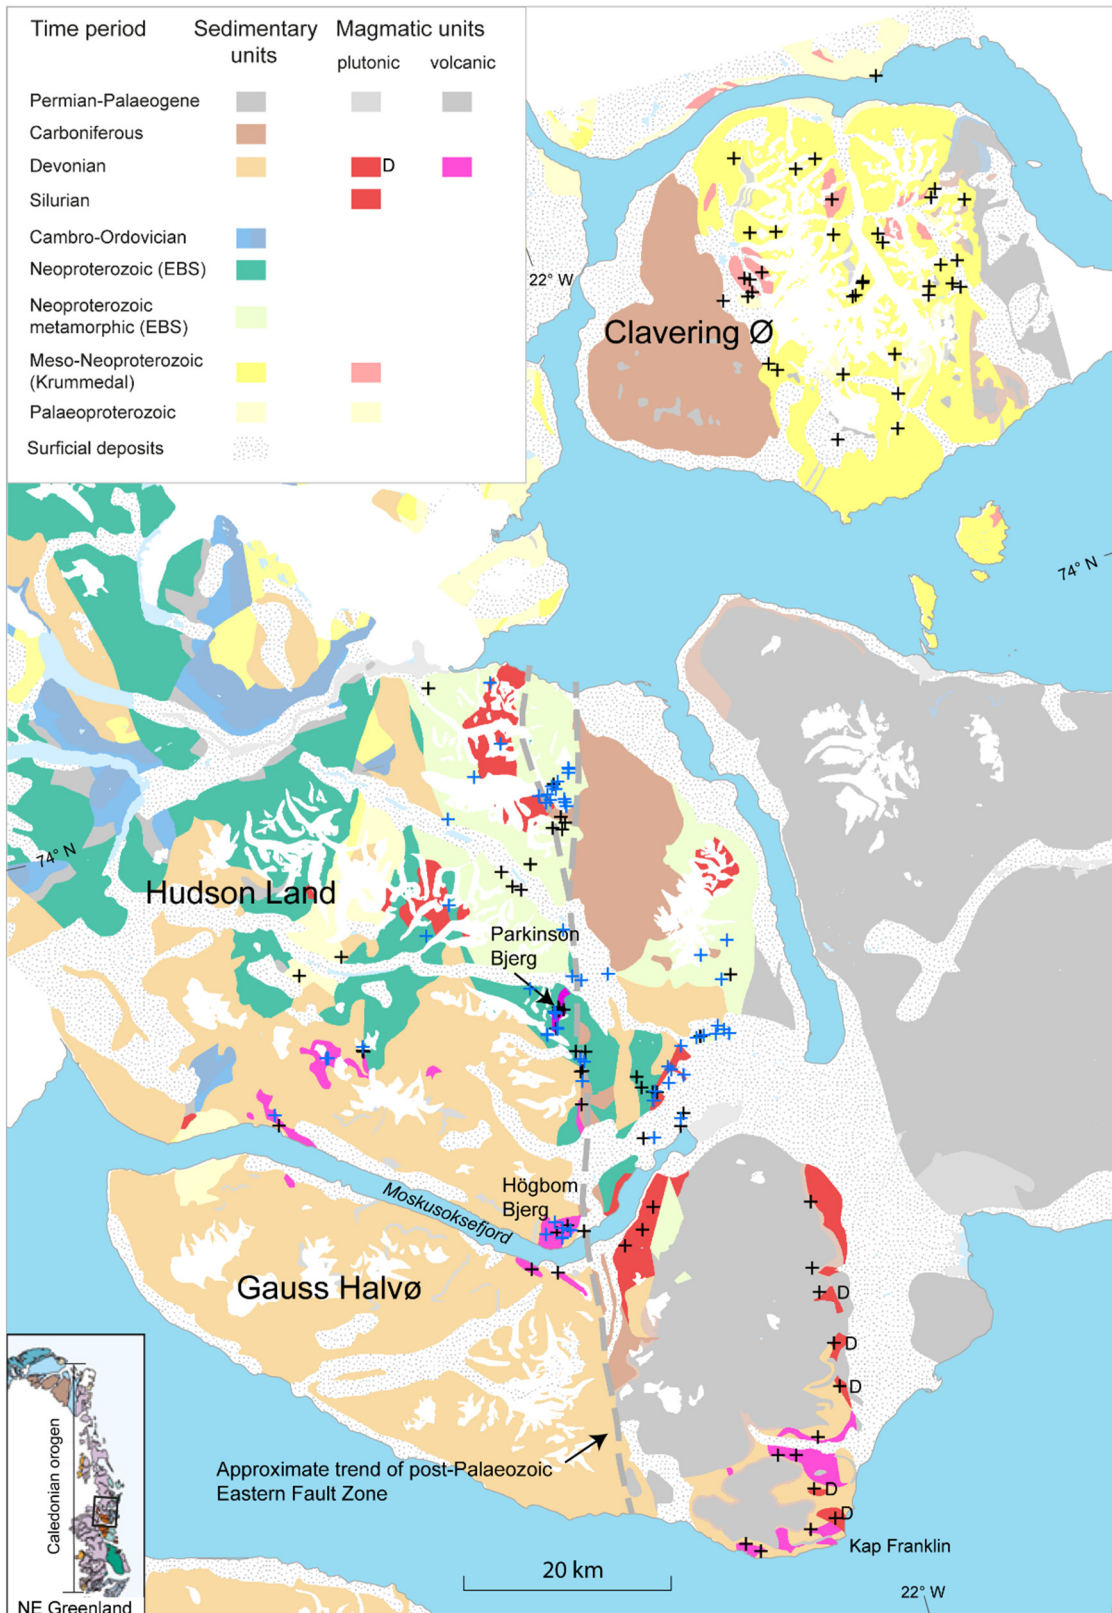 Time period Sedimentary units Magmatic units
plutonic volcanic
Permian-Palaeogene
Carboniferous
Devonian D
Silurian
Cambro-Ordovician
Neoproterozoic (EBS)
Neoproterozoic
metamorphic (EBS)
Meso-Neoproterozoic
(Krummedal)
Palaeoproterozoic
Surficial deposits
22° W
Clavering Ø
74° N
74° N
Hudson Land
Parkinson
Bjerg
Högbom
Bjerg
Moskusoksefjord
Gauss Halvø
D
D
D
D
D
Approximate trend of post-Palaeozoic
Eastern Fault Zone
Kap Franklin
20 km
22° W
Caledonian orogen
NE Greenland